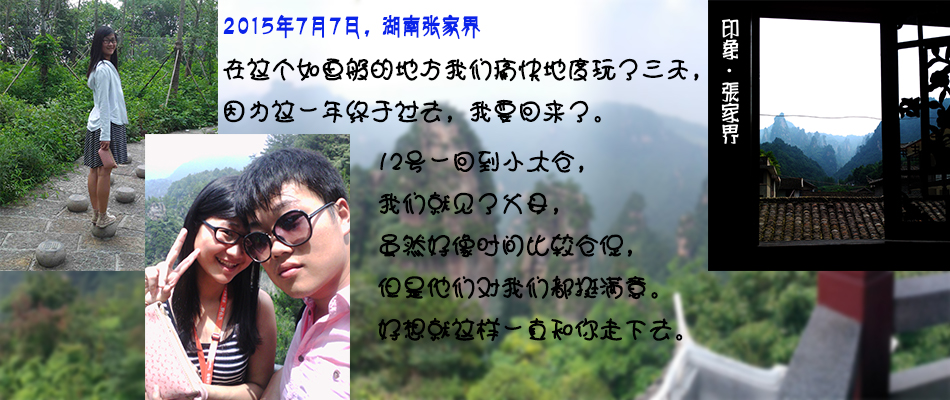 2015年7月7日，湖南张家界
在这个如画般的地方我们痛快地度玩了三天，
因为这一年终于过去，我要回来了。
12号一回到小太仓，
我们就见了父母，
虽然好像时间比较仓促，
但是他们对我们都挺满意。
好想就这样一直和你走下去。
印象·張家界